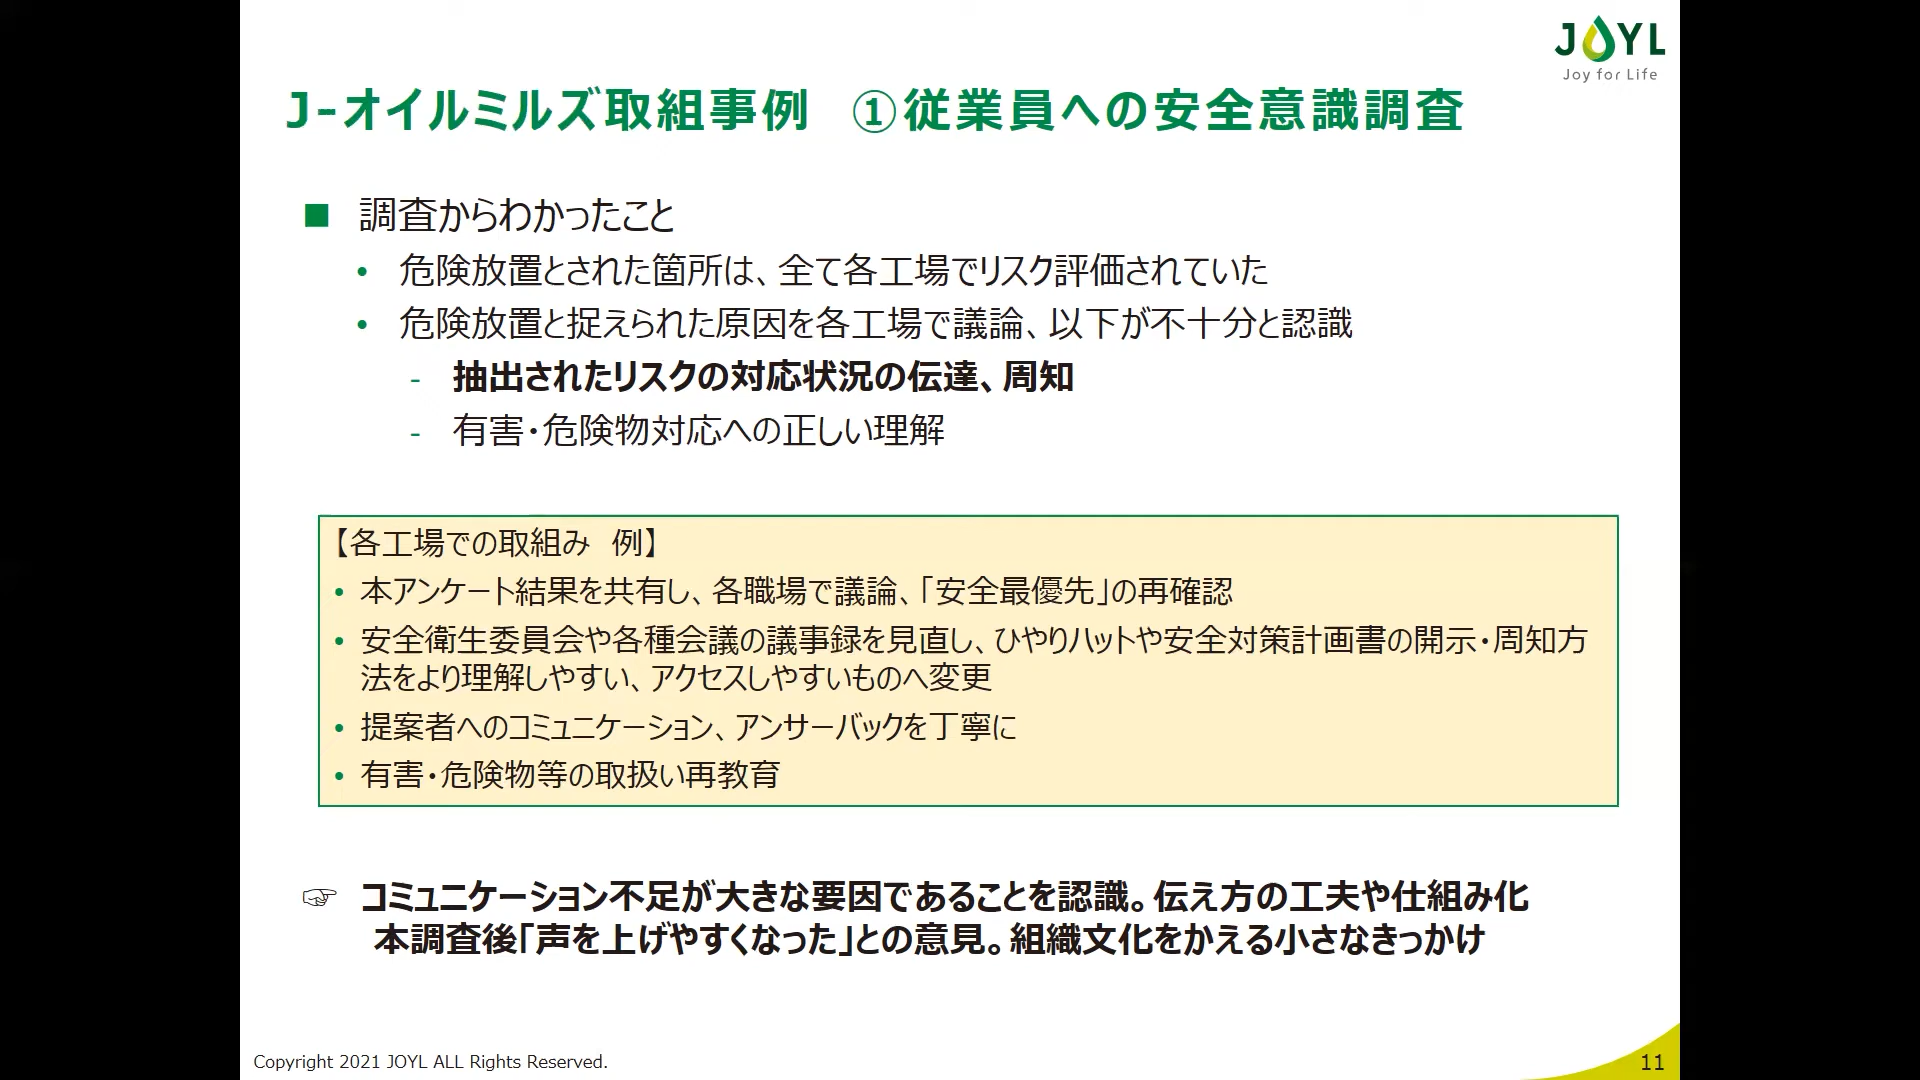 JOYL
Joy for Life
J-オイルミルズ取組事例　①従業員への安全意識調査
■ 調査からわかったこと
• 危険放置とされた箇所は、全て各工場でリスク評価されていた
• 危険放置と捉えられた原因を各工場で議論、以下が不十分と認識
- 抽出されたリスクの対応状況の伝達、周知
- 有害・危険物対応への正しい理解
【各工場での取組み　例】
• 本アンケート結果を共有し、各職場で議論、「安全最優先」の再確認
• 安全衛生委員会や各種会議の議事録を見直し、ひやりハットや安全対策計画書の開示・周知方
法をより理解しやすい、アクセスしやすいものへ変更
• 提案者へのコミュニケーション、アンサーバックを丁寧に
• 有害・危険物等の取扱い再教育
☞ コミュニケーション不足が大きな要因であることを認識。伝え方の工夫や仕組み化
本調査後「声を上げやすくなった」との意見。組織文化をかえる小さなきっかけ
Copyright 2021 JOYL ALL Rights Reserved.
11